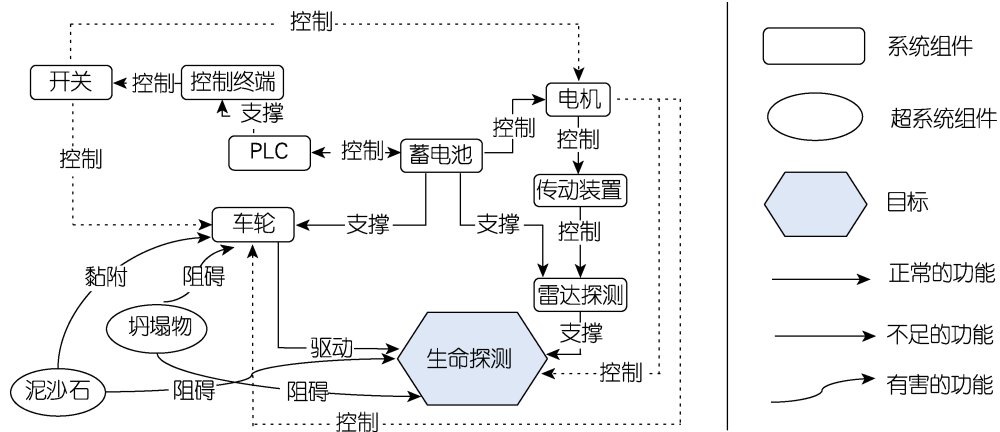 控制
开关
控制
控制终端
支撑
电机
控制
PLC
控制
蓄电池
控制
控制
传动装置
车轮
支撑
支撑
控制
黏附
阻碍
雷达探测
坍塌物
支撑
驱动
生命探测
控制
泥沙石
阻碍
阻碍
控制
系统组件
超系统组件
目标
正常的功能
不足的功能
有害的功能